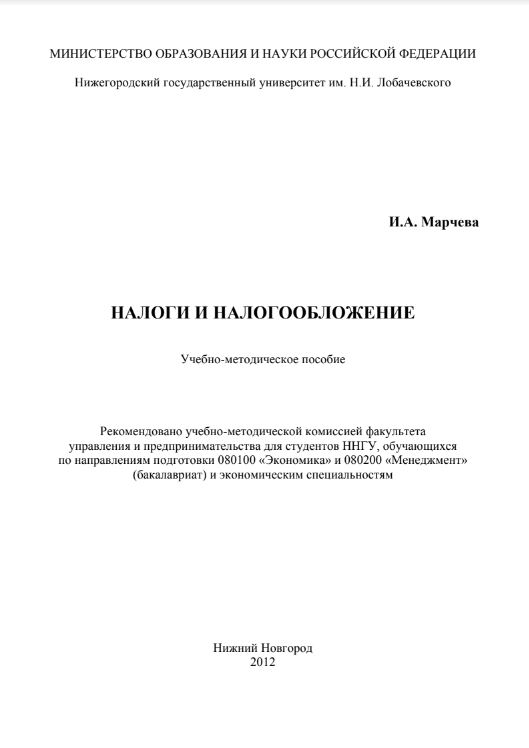 МИНИСТЕРСТВО ОБРАЗОВАНИЯ И НАУКИ РОССИЙСКОЙ ФЕДЕРАЦИИ
Нижегородский государственный университет им. Н.И. Лобачевского
И.А. Марчева
НАЛОГИ И НАЛОГООБЛОЖЕНИЕ
Учебно-методическое пособие
Рекомендовано учебно-методической комиссией факультета
управления и предпринимательства для студентов ННГУ, обучающихся
по направлениям подготовки 080100 «Экономика» и 080200 «Менеджмент»
(бакалавриат) и экономическим специальностям
Нижний Новгород
2012